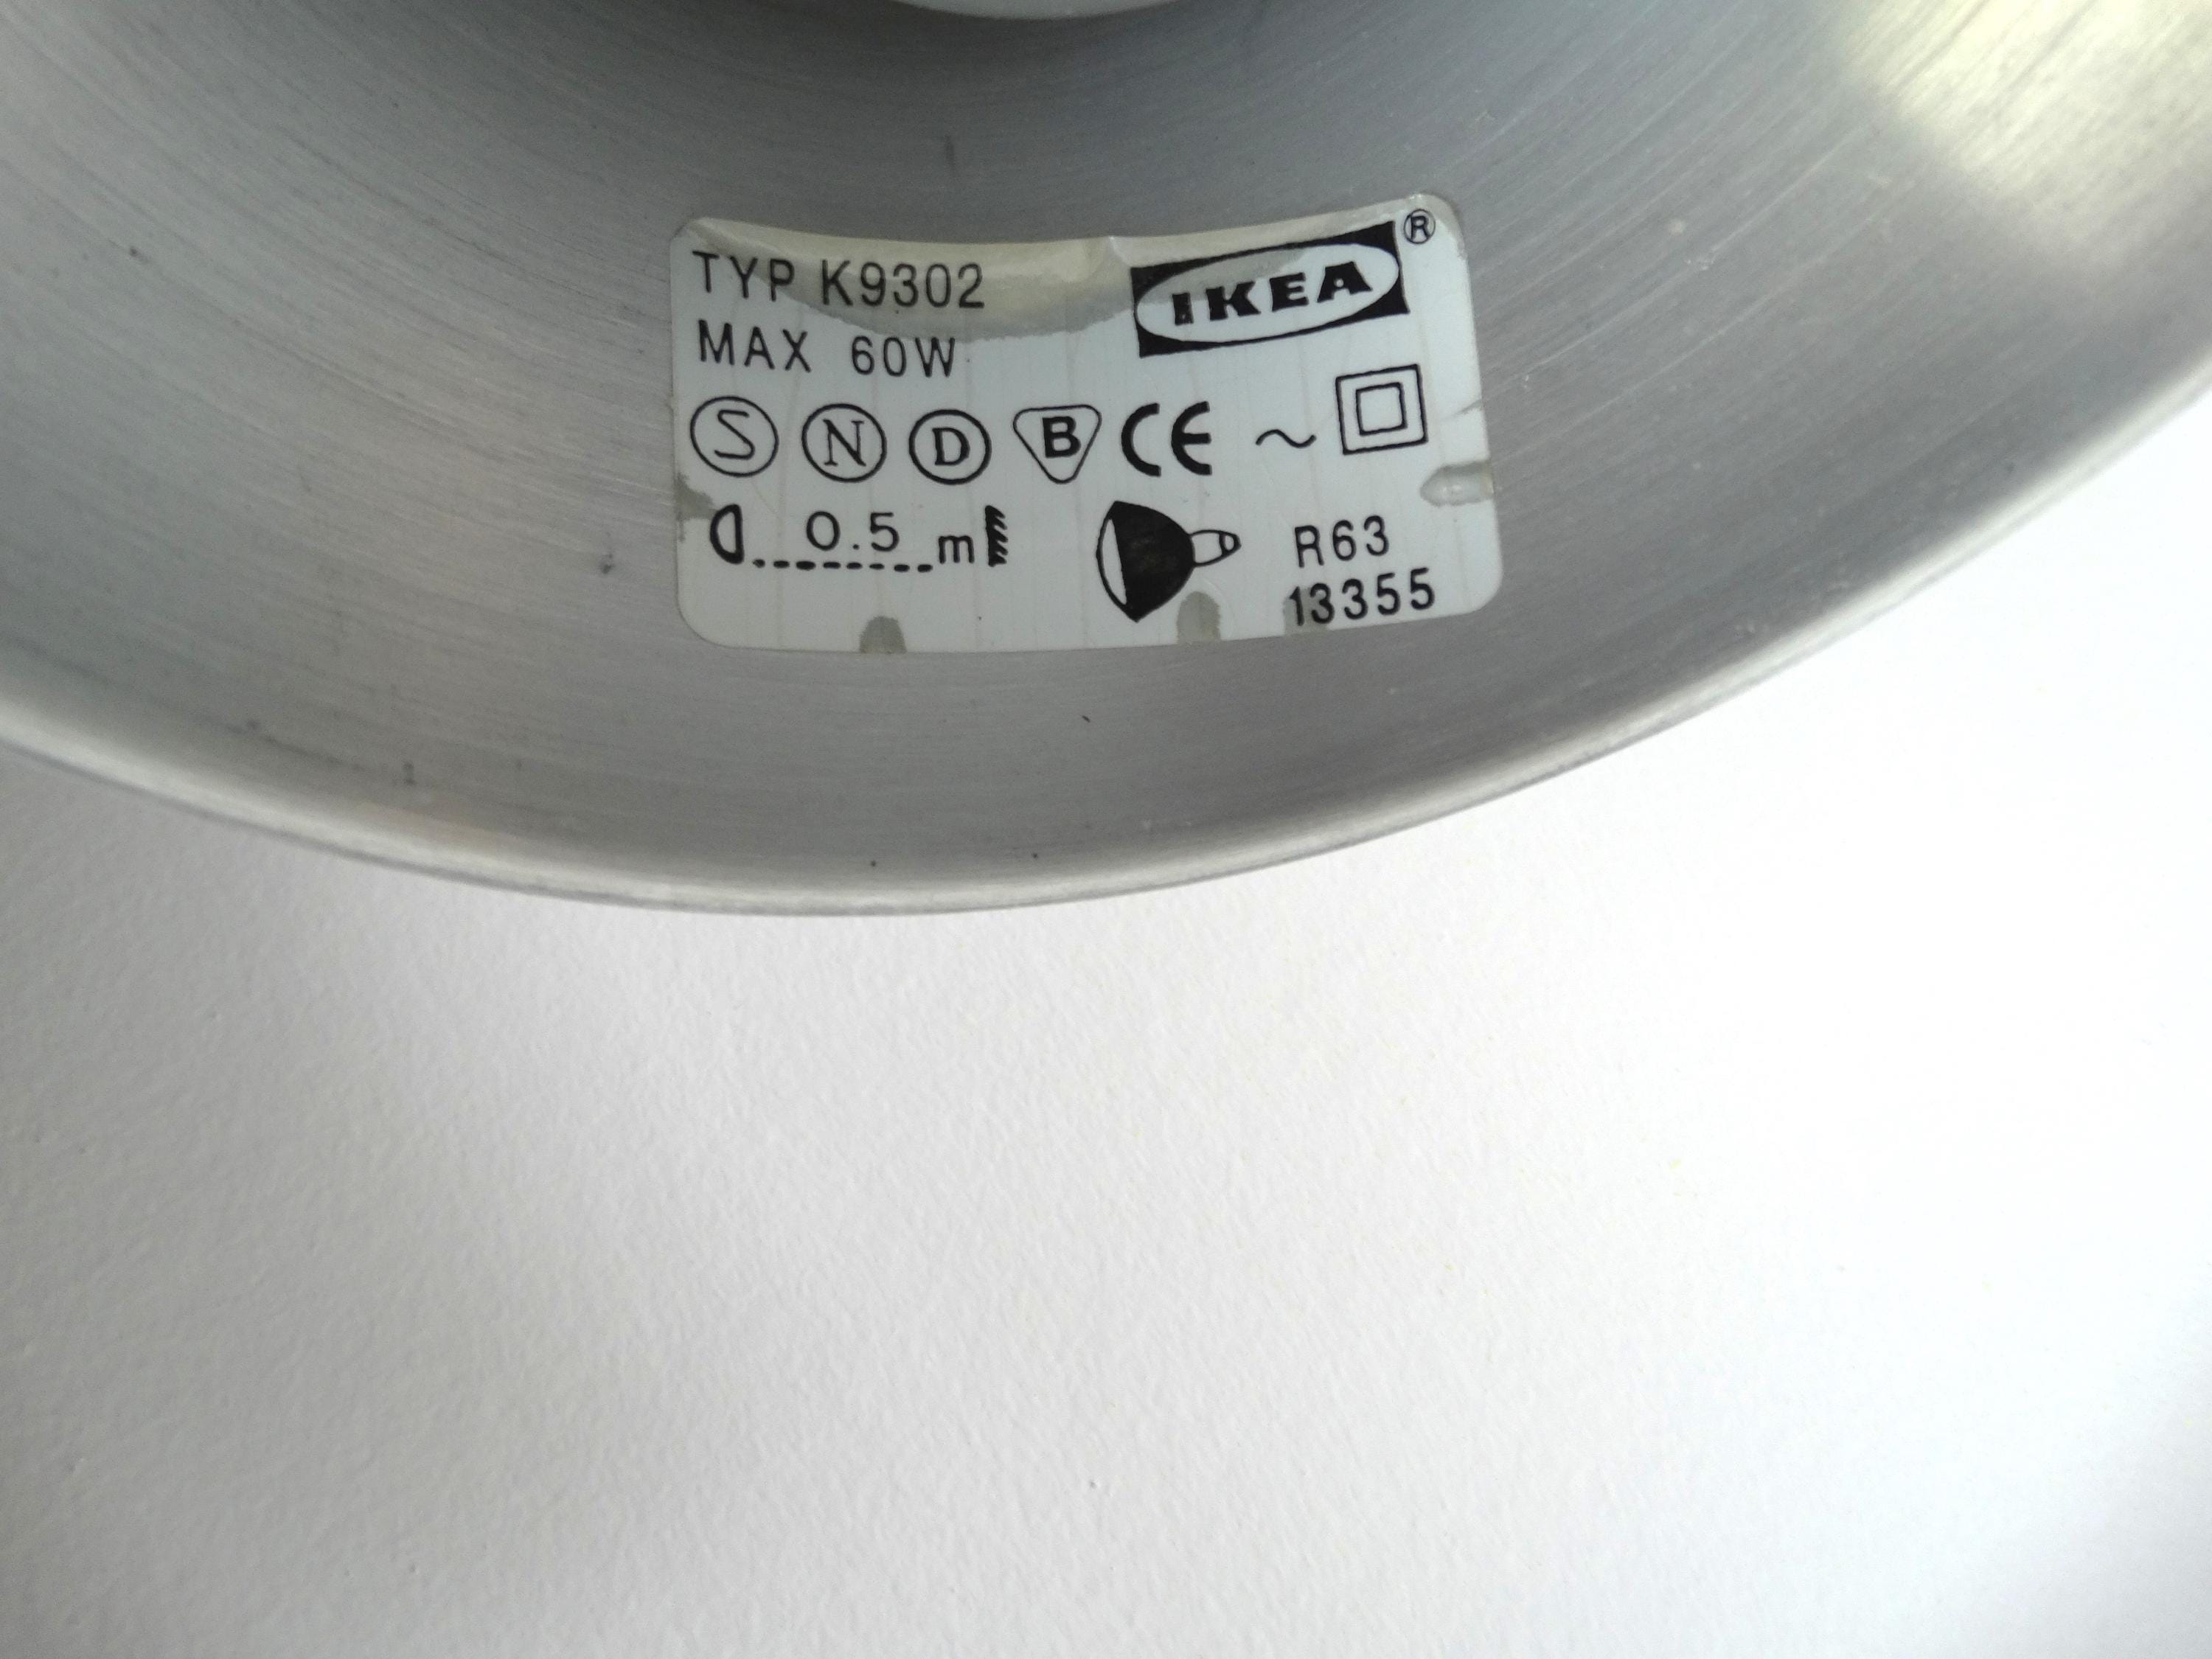 TYP K9302
IKEA ®
MAX 60W
S N D B CE ~
0.5 m
R63
13355